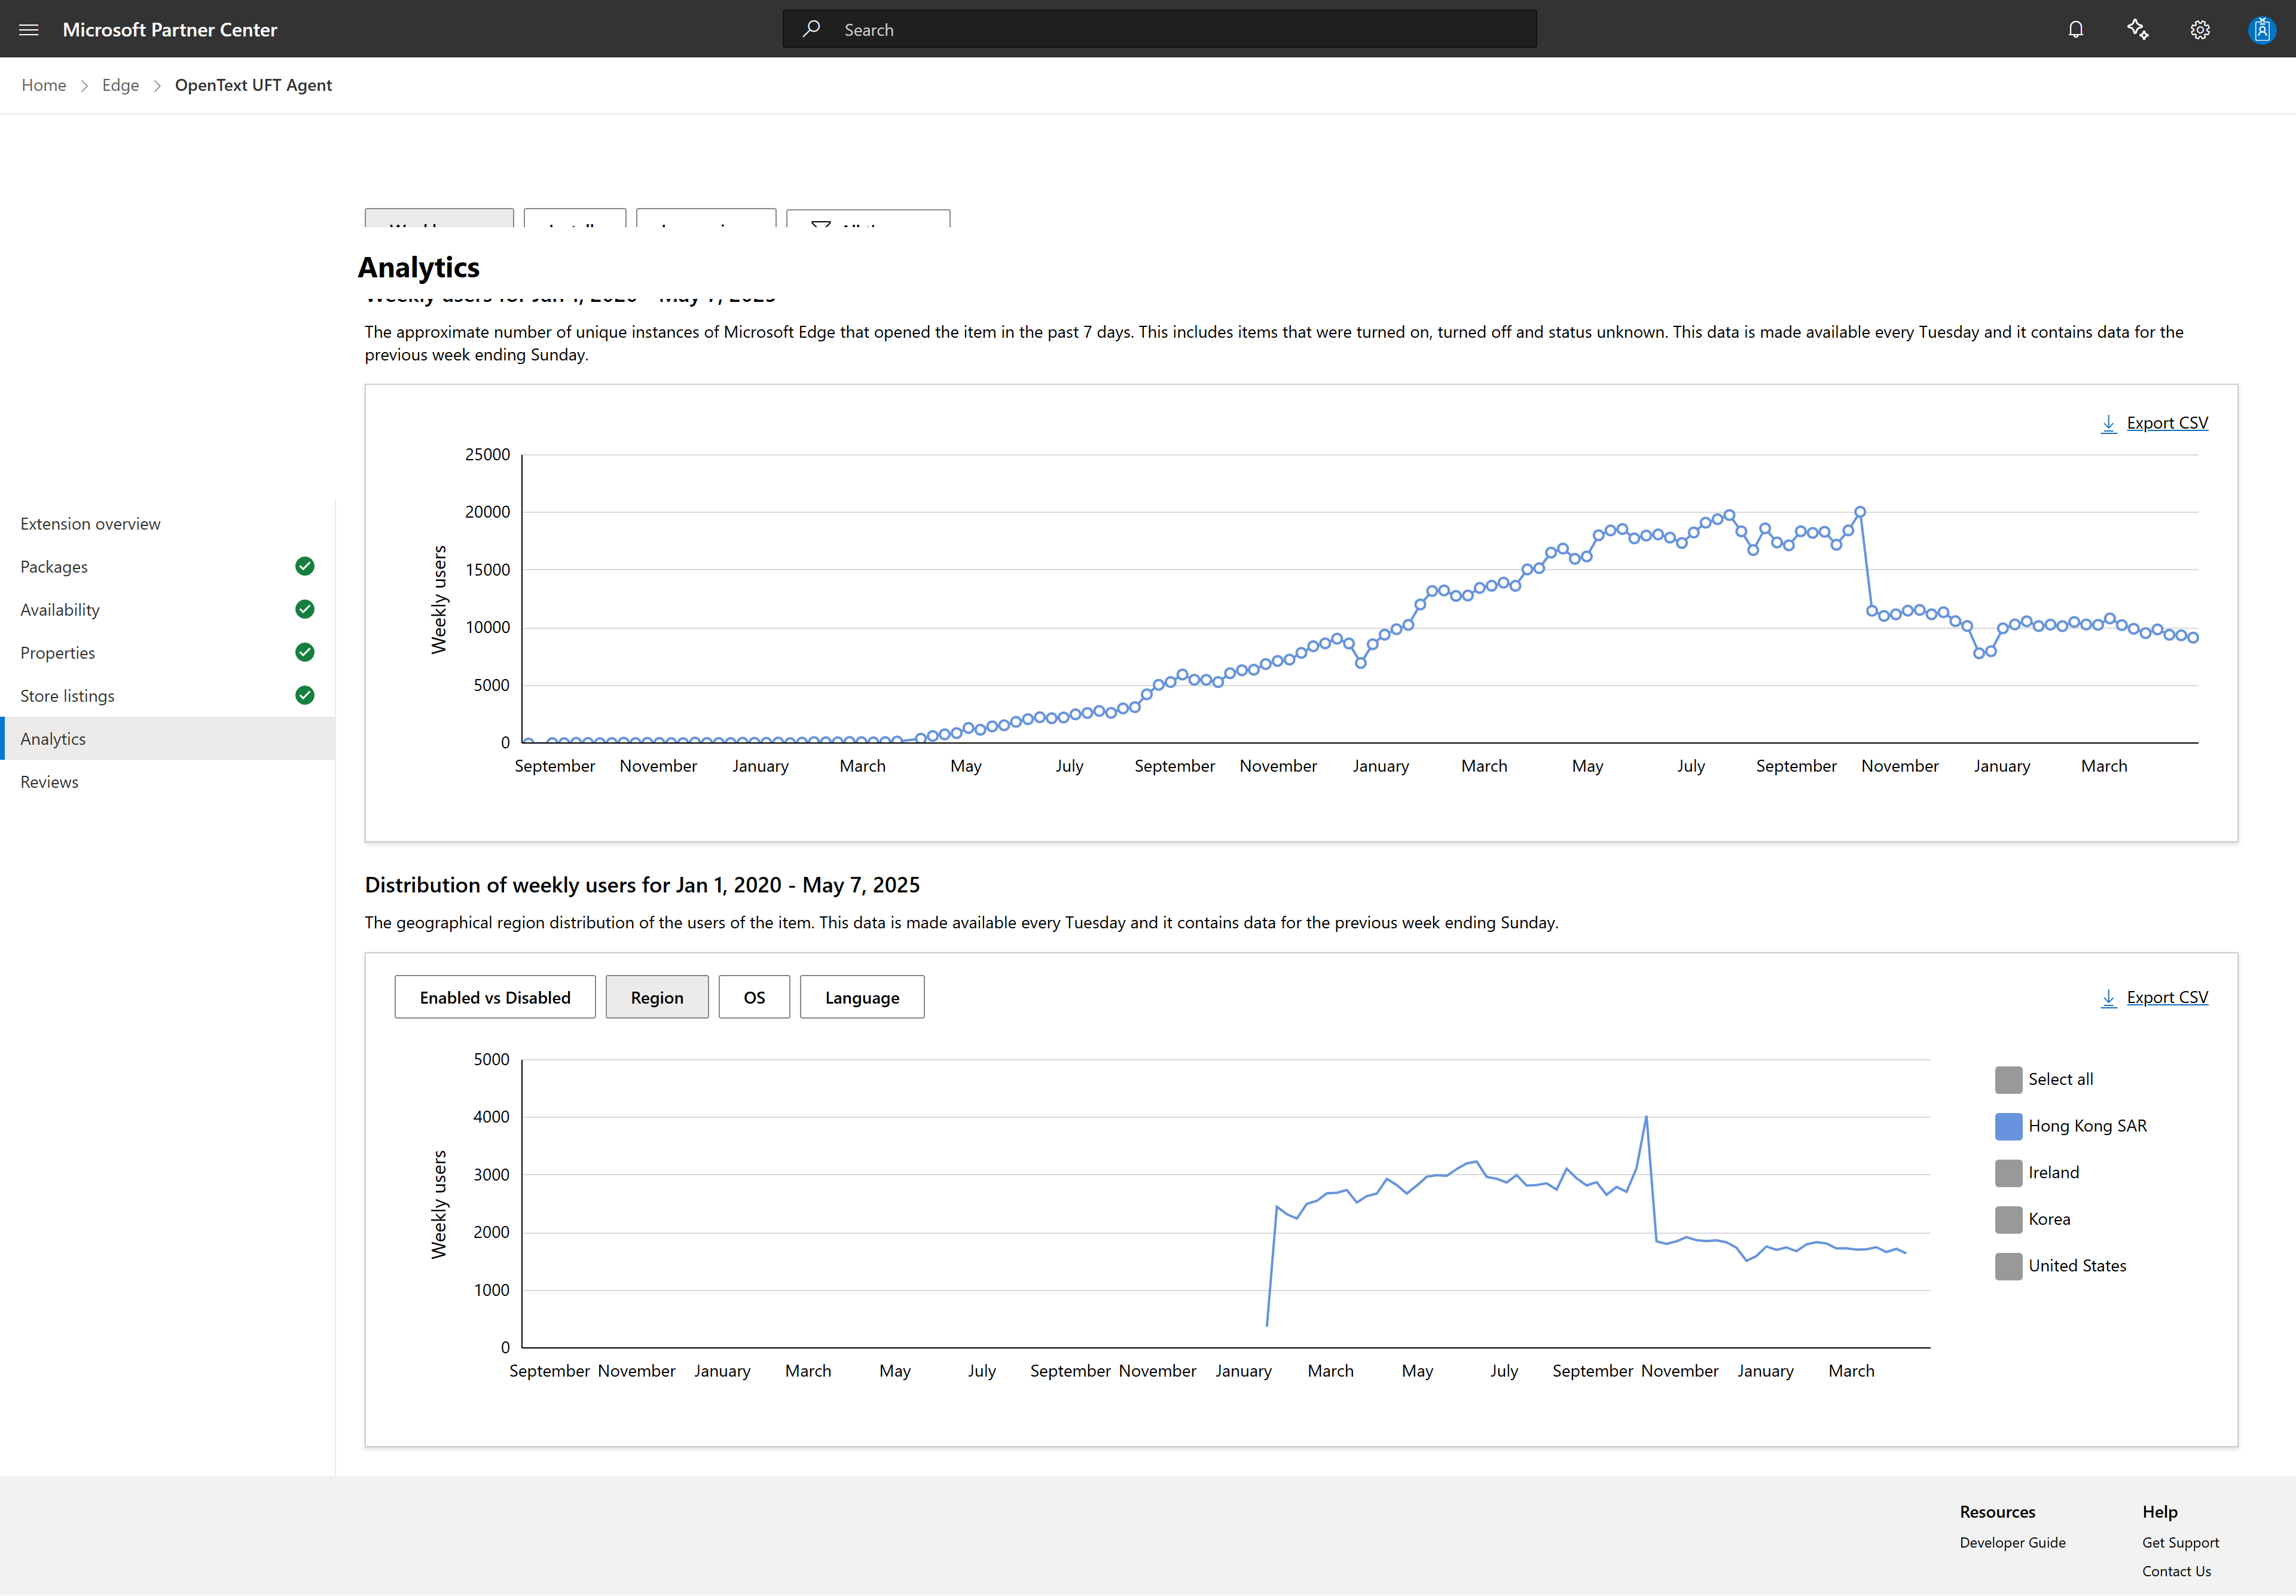 Microsoft Partner Center
Search
Home > Edge > OpenText UFT Agent
Analytics
Weekly users for Jan 1, 2020 - May 7, 2025
The approximate number of unique instances of Microsoft Edge that opened the item in the past 7 days. This includes items that were turned on, turned off and status unknown. This data is made available every Tuesday and it contains data for the
previous week ending Sunday.
Export CSV
Weekly users
25000
20000
15000
10000
5000
0
September November January March May July September November January March May July September November January March
Extension overview
Packages
Availability
Properties
Store listings
Analytics
Reviews
Distribution of weekly users for Jan 1, 2020 - May 7, 2025
The geographical region distribution of the users of the item. This data is made available every Tuesday and it contains data for the previous week ending Sunday.
Enabled vs Disabled Region OS Language
Export CSV
Weekly users
5000
4000
3000
2000
1000
0
September November January March May July September November January March May July September November January March
Select all
Hong Kong SAR
Ireland
Korea
United States
Resources
Developer Guide
Help
Get Support
Contact Us